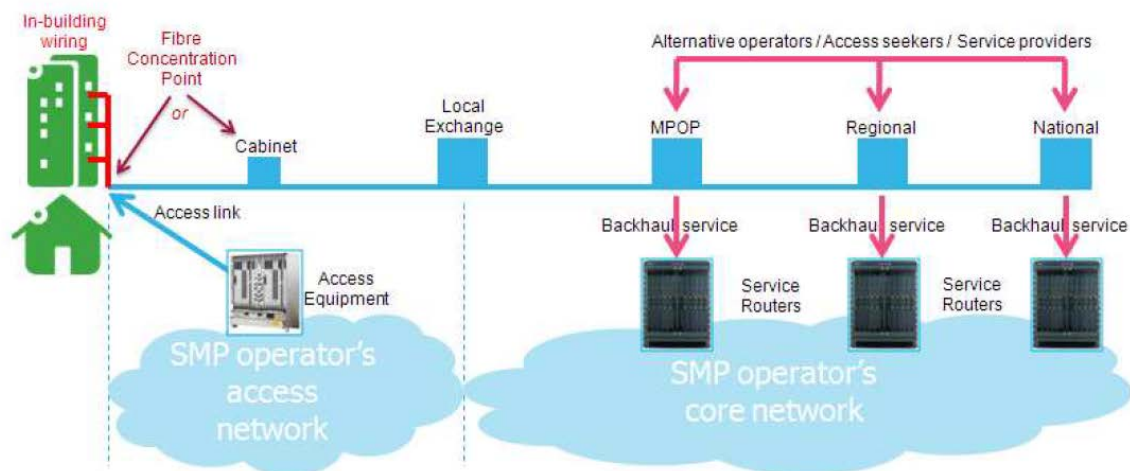 In-building
wiring
Fibre
Concentration
Point
or
Alternative operators / Access seekers / Service providers
Cabinet
Local
Exchange
MPOP
Regional
National
Access link
Backhaul service
Backhaul service
Backhaul service
Access
Equipment
Service
Routers
Service
Routers
SMP operator's
access
network
SMP operator's
core network